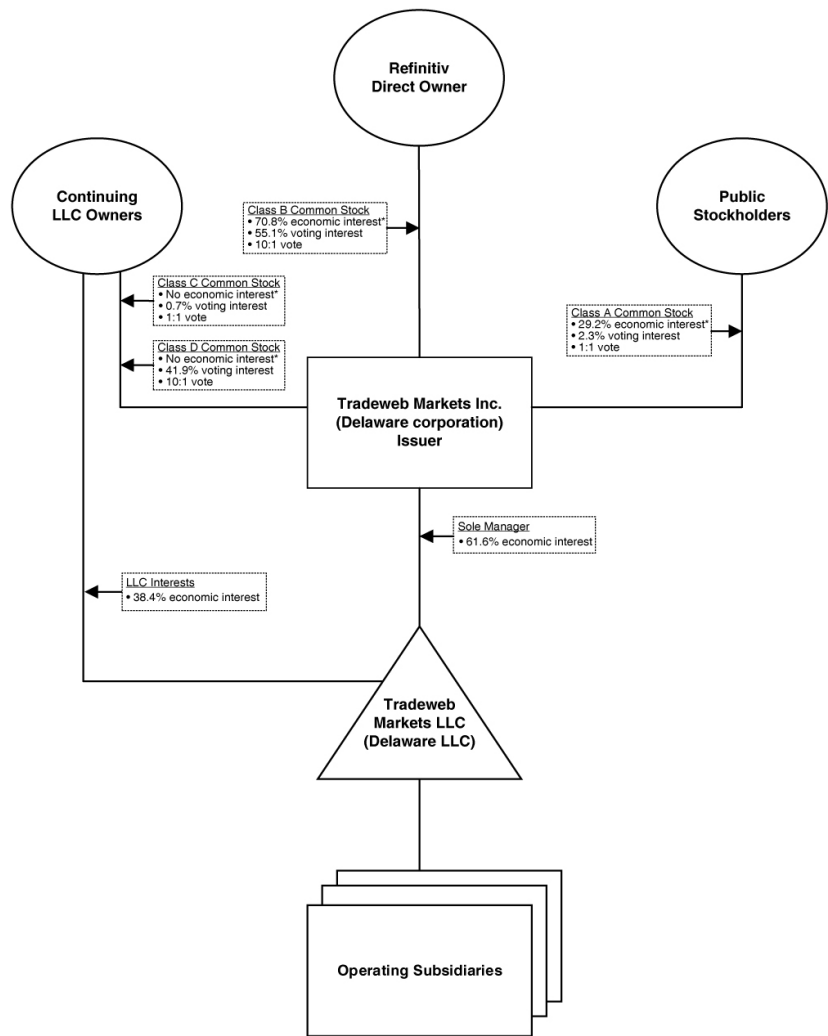 Refinitiv
Direct Owner
Continuing
LLC Owners
Public
Stockholders
Class B Common Stock
• 70.8% economic interest*
• 55.1% voting interest
• 10:1 vote
Class C Common Stock
• No economic interest*
• 0.7% voting interest
• 1:1 vote
Class A Common Stock
• 29.2% economic interest*
• 2.3% voting interest
• 1:1 vote
Class D Common Stock
• No economic interest*
• 41.9% voting interest
• 10:1 vote
Tradeweb Markets Inc.
(Delaware corporation)
Issuer
Sole Manager
• 61.6% economic interest
LLC Interests
• 38.4% economic interest
Tradeweb
Markets LLC
(Delaware LLC)
Operating Subsidiaries